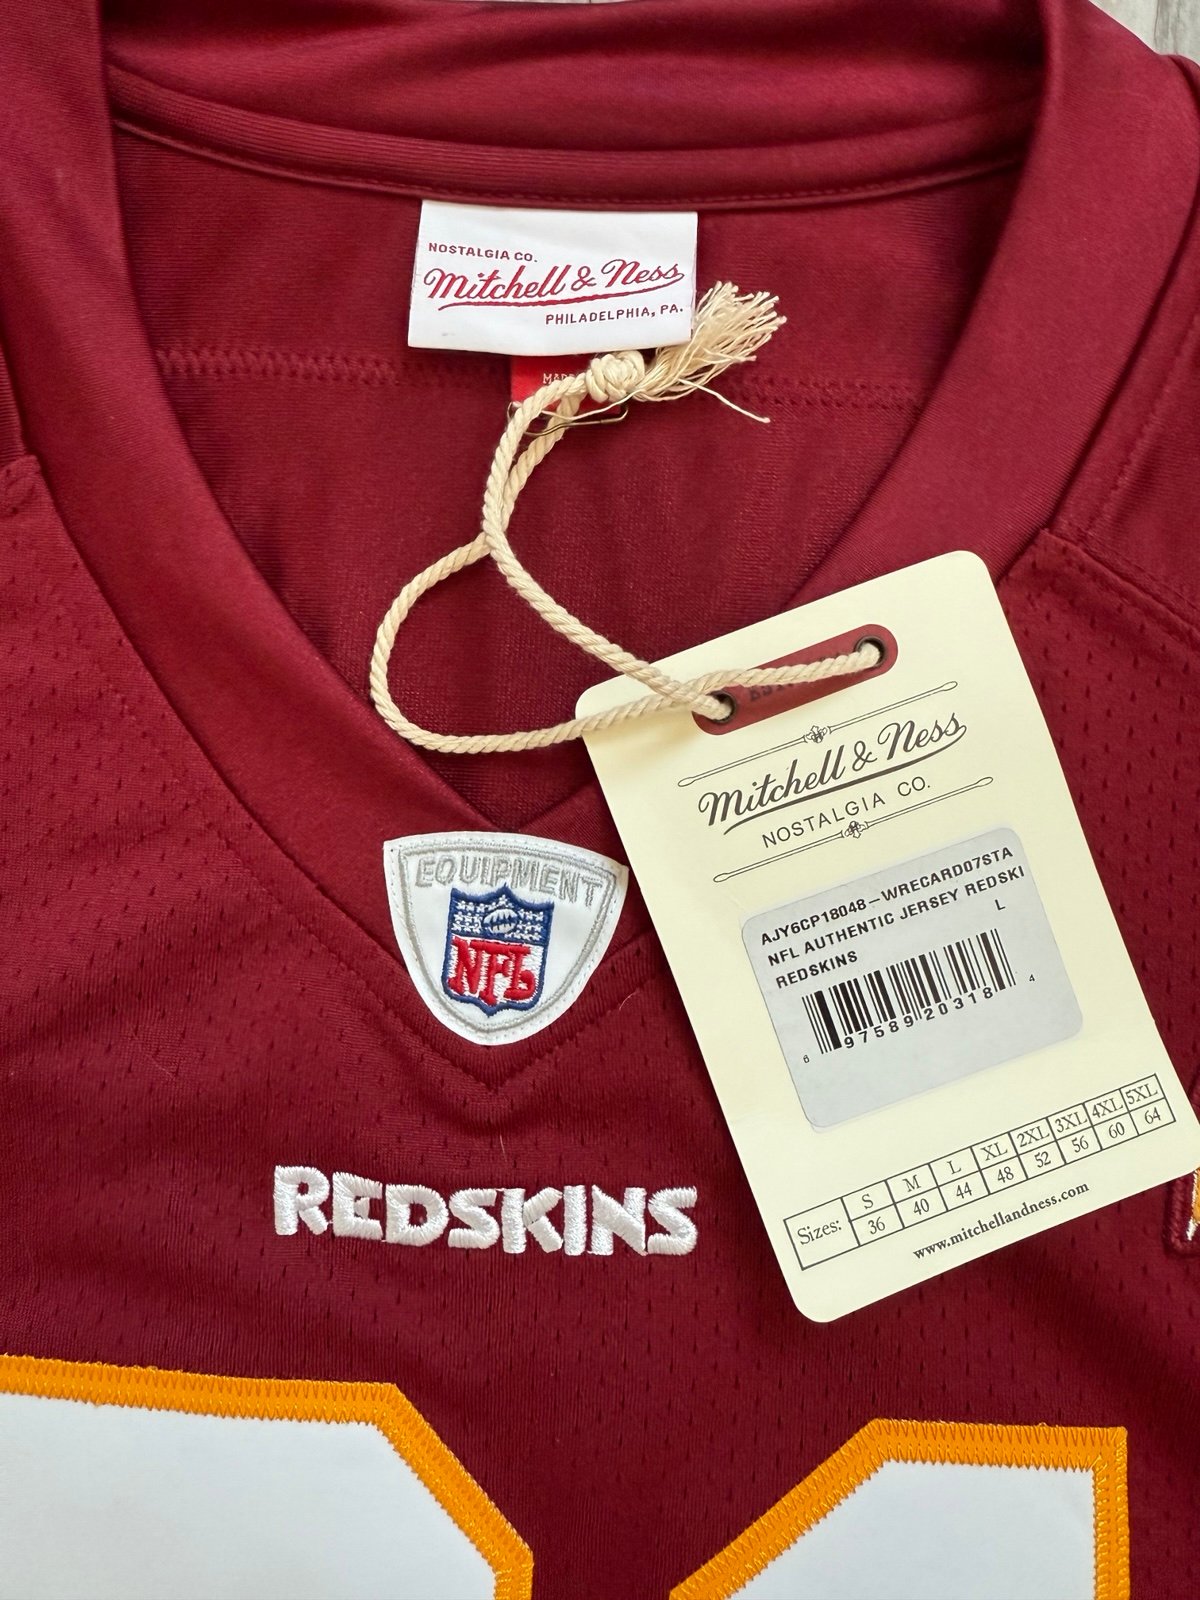 NOSTALGIA CO.
Mitchell & Ness
PHILADELPHIA, PA.
Mitchell & Ness
NOSTALGIA CO.
AJY6CP18048-WRECARD07STA
NFL AUTHENTIC JERSEY REDSKI
L
REDSKINS
6 97589 20318 4
Sizes: S M L XL 2XL 3XL 4XL 5XL
36 40 44 48 52 56 60 64
www.mitchellandness.com
EQUIPMENT
NFL
REDSKINS